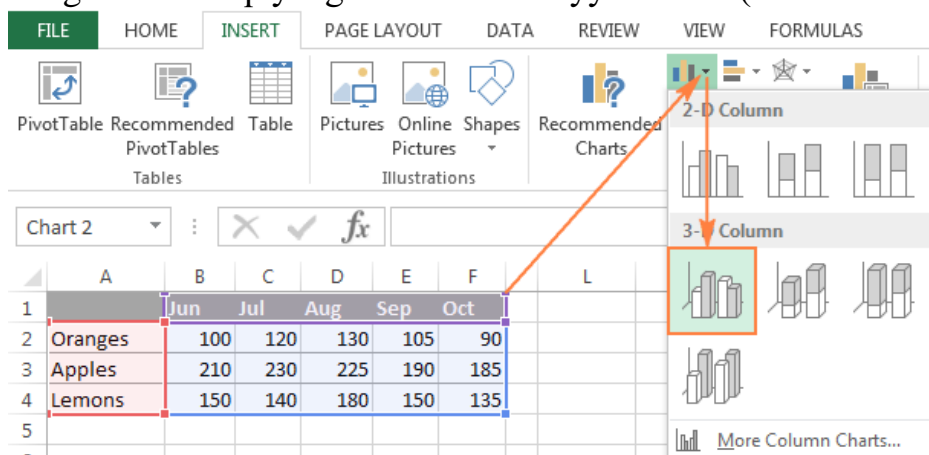 FILE HOME INSERT PAGE LAYOUT DATA REVIEW VIEW FORMULAS
PivotTable Recommended PivotTables Table Pictures Online Pictures Shapes Recommended Charts
Tables Illustrations
2-D Column
3-D Column
Chart 2 fx
A B C D E F L
1 Jun Jul Aug Sep Oct
2 Oranges 100 120 130 105 90
3 Apples 210 230 225 190 185
4 Lemons 150 140 180 150 135
5
More Column Charts...